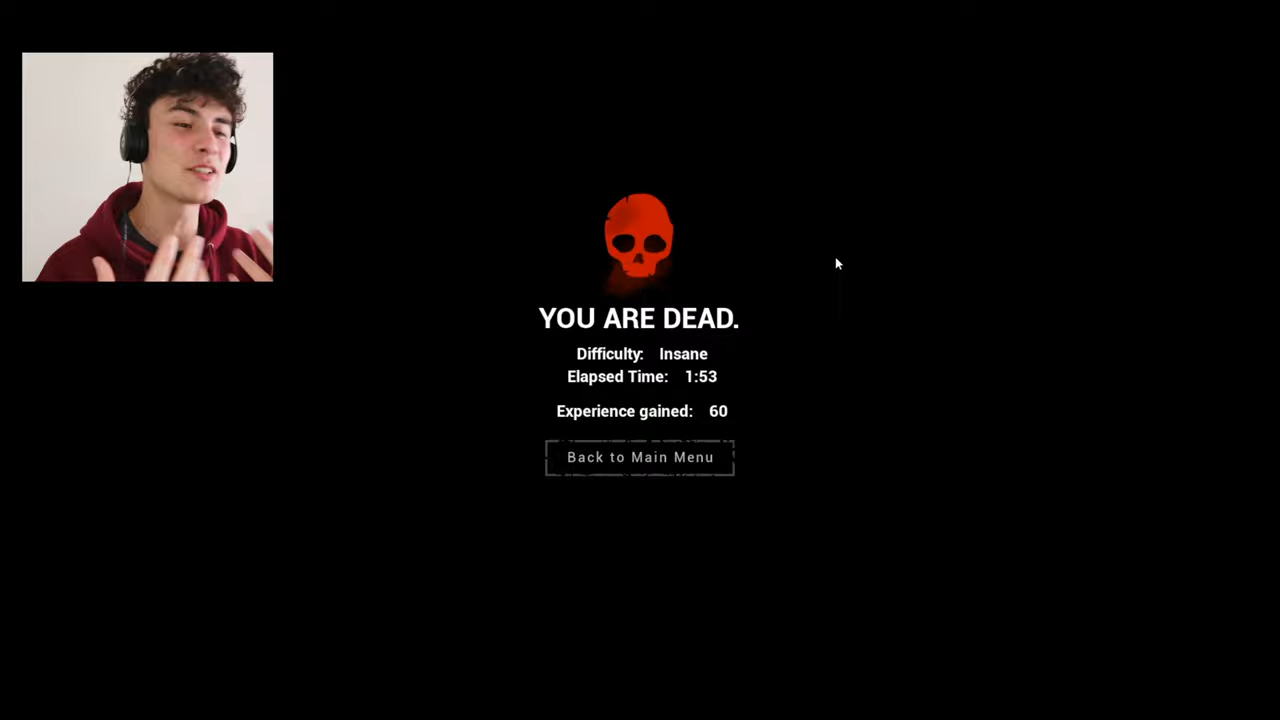 YOU ARE DEAD.
Difficulty: Insane
Elapsed Time: 1:53
Experience gained: 60
Back to Main Menu